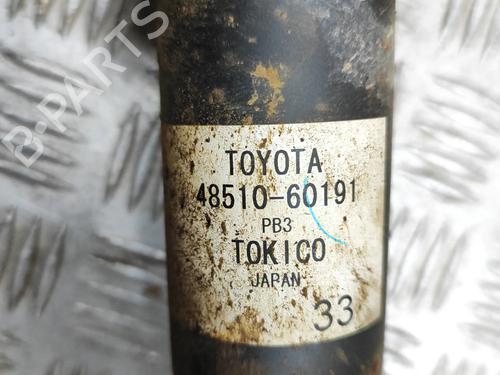 B-PARTS
TOYOTA
48510-60191
PB3
TOKICO
JAPAN
33